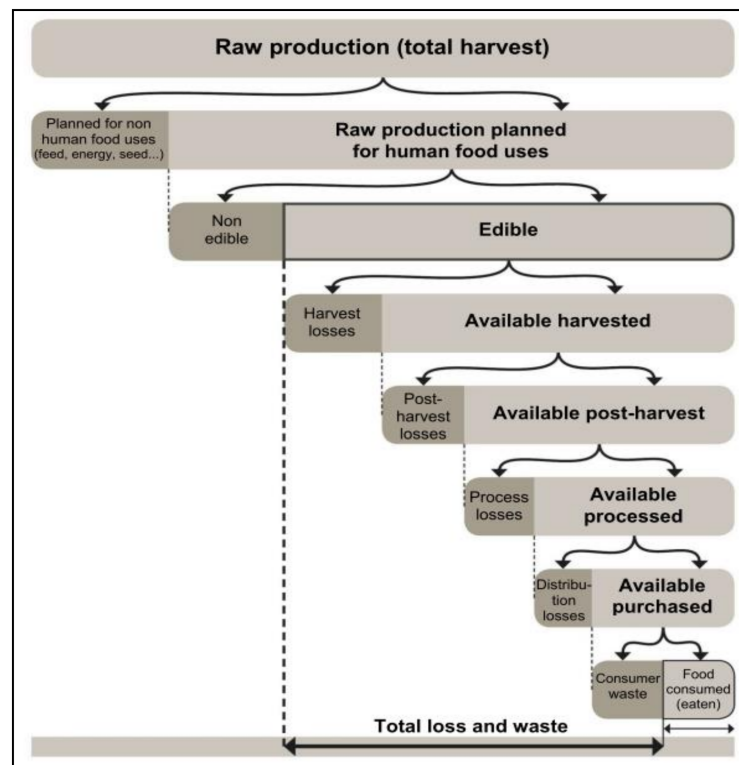 Raw production (total harvest)
Planned for non
human food uses
(feed, energy, seed...)
Raw production planned
for human food uses
Non
edible
Edible
Harvest
losses
Available harvested
Post-
harvest
losses
Available post-harvest
Process
losses
Available
processed
Distribu-
tion
losses
Available
purchased
Consumer
waste
Food
consumed
(eaten)
Total loss and waste